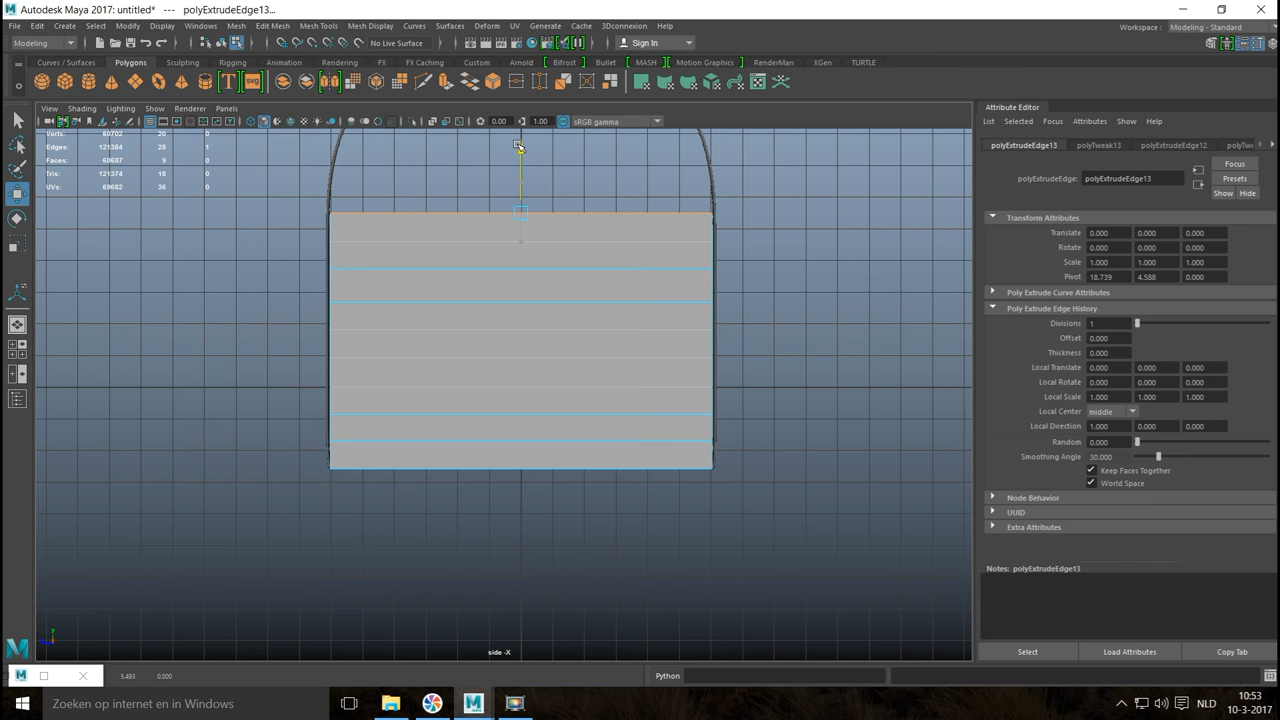 Autodesk Maya 2017: untitled* --- polyExtrudeEdge13...
File Edit Create Select Modify Display Windows Mesh Edit Mesh Mesh Tools Mesh Display Curves Surfaces Deform UV Generate Cache 3Dconnexion Help
Workspace : Modeling - Standard
Modeling No Live Surface Sign In
Curves / Surfaces Polygons Sculpting Rigging Animation Rendering FX FX Caching Custom Arnold Bifrost Bullet MASH Motion Graphics RenderMan XGen TURTLE
T SVG
View Shading Lighting Show Renderer Panels
0.00 1.00 sRGB gamma
Verts: 60702 20 0
Edges: 121384 28 1
Faces: 60687 9 0
Tris: 121374 18 0
UVs: 69682 36 0
side -X
y
Attribute Editor
List Selected Focus Attributes Show Help
polyExtrudeEdge13 polyTweak13 polyExtrudeEdge12 polyTwe
polyExtrudeEdge: polyExtrudeEdge13
Focus
Presets
Show Hide
Transform Attributes
Translate 0.000 0.000 0.000
Rotate 0.000 0.000 0.000
Scale 1.000 1.000 1.000
Pivot 18.739 4.588 0.000
Poly Extrude Curve Attributes
Poly Extrude Edge History
Divisions 1
Offset 0.000
Thickness 0.000
Local Translate 0.000 0.000 0.000
Local Rotate 0.000 0.000 0.000
Local Scale 1.000 1.000 1.000
Local Center middle
Local Direction 1.000 0.000 0.000
Random 0.000
Smoothing Angle 30.000
Keep Faces Together
World Space
Node Behavior
UUID
Extra Attributes
Notes: polyExtrudeEdge13
Select Load Attributes Copy Tab
5.493 0.000
Python
Zoeken op internet en in Windows
NLD
10:53
10-3-2017